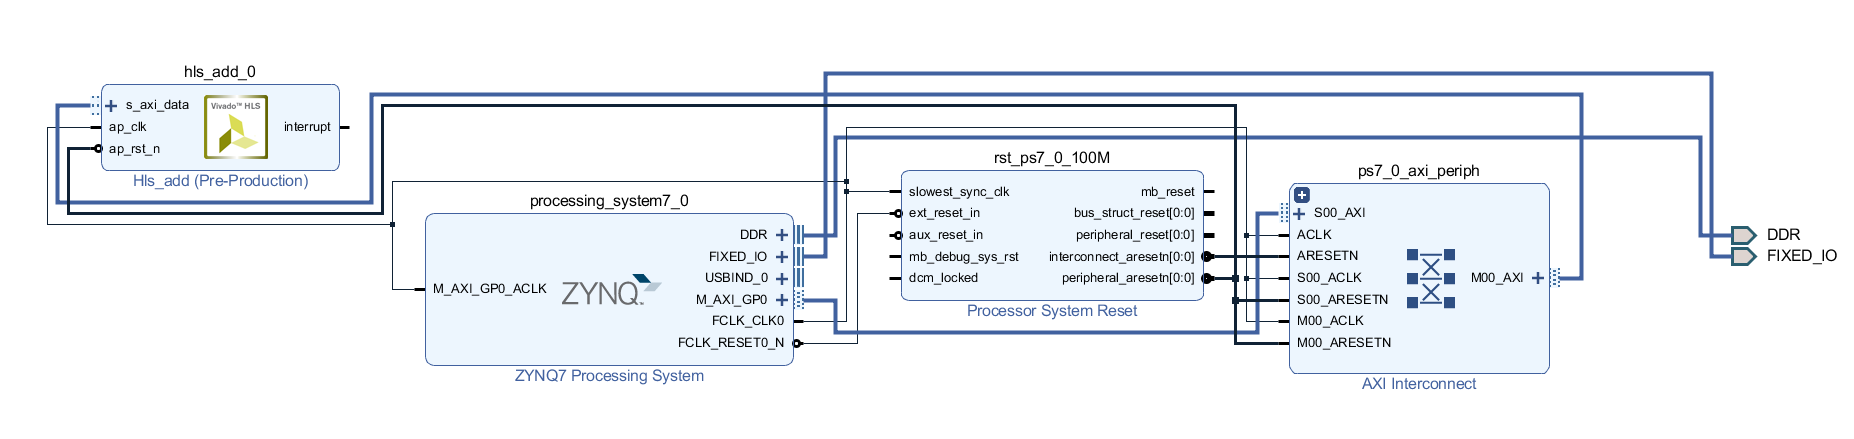 hls_add_0
s_axi_data
ap_clk
ap_rst_n
Vivado™ HLS
interrupt
Hls_add (Pre-Production)
processing_system7_0
M_AXI_GP0_ACLK
ZYNQ
DDR
FIXED_IO
USBIND_0
M_AXI_GP0
FCLK_CLK0
FCLK_RESET0_N
ZYNQ7 Processing System
rst_ps7_0_100M
slowest_sync_clk
ext_reset_in
aux_reset_in
mb_debug_sys_rst
dcm_locked
mb_reset
bus_struct_reset[0:0]
peripheral_reset[0:0]
interconnect_aresetn[0:0]
peripheral_aresetn[0:0]
Processor System Reset
ps7_0_axi_periph
S00_AXI
ACLK
ARESETN
S00_ACLK
S00_ARESETN
M00_ACLK
M00_ARESETN
M00_AXI
AXI Interconnect
DDR
FIXED_IO